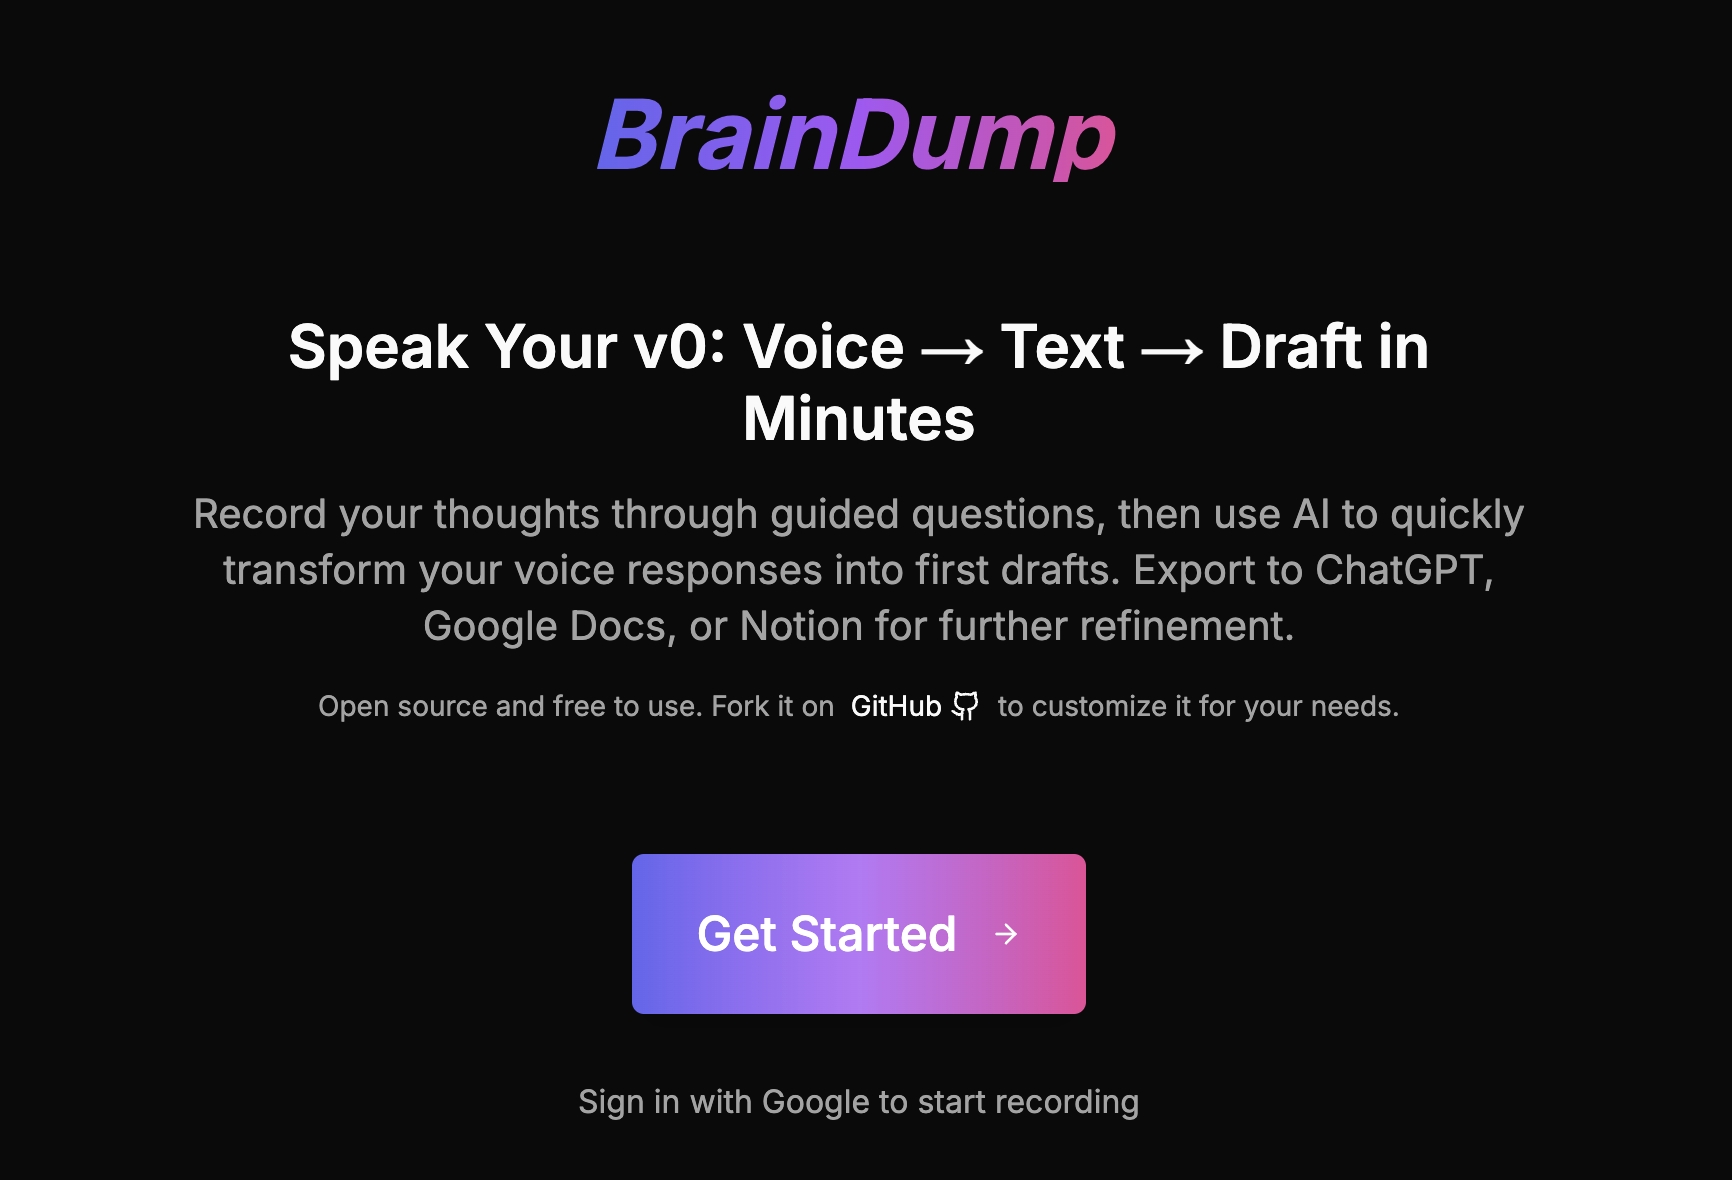 BrainDump
Speak Your v0: Voice → Text → Draft in
Minutes
Record your thoughts through guided questions, then use AI to quickly
transform your voice responses into first drafts. Export to ChatGPT,
Google Docs, or Notion for further refinement.
Open source and free to use. Fork it on GitHub to customize it for your needs.
Get Started →
Sign in with Google to start recording